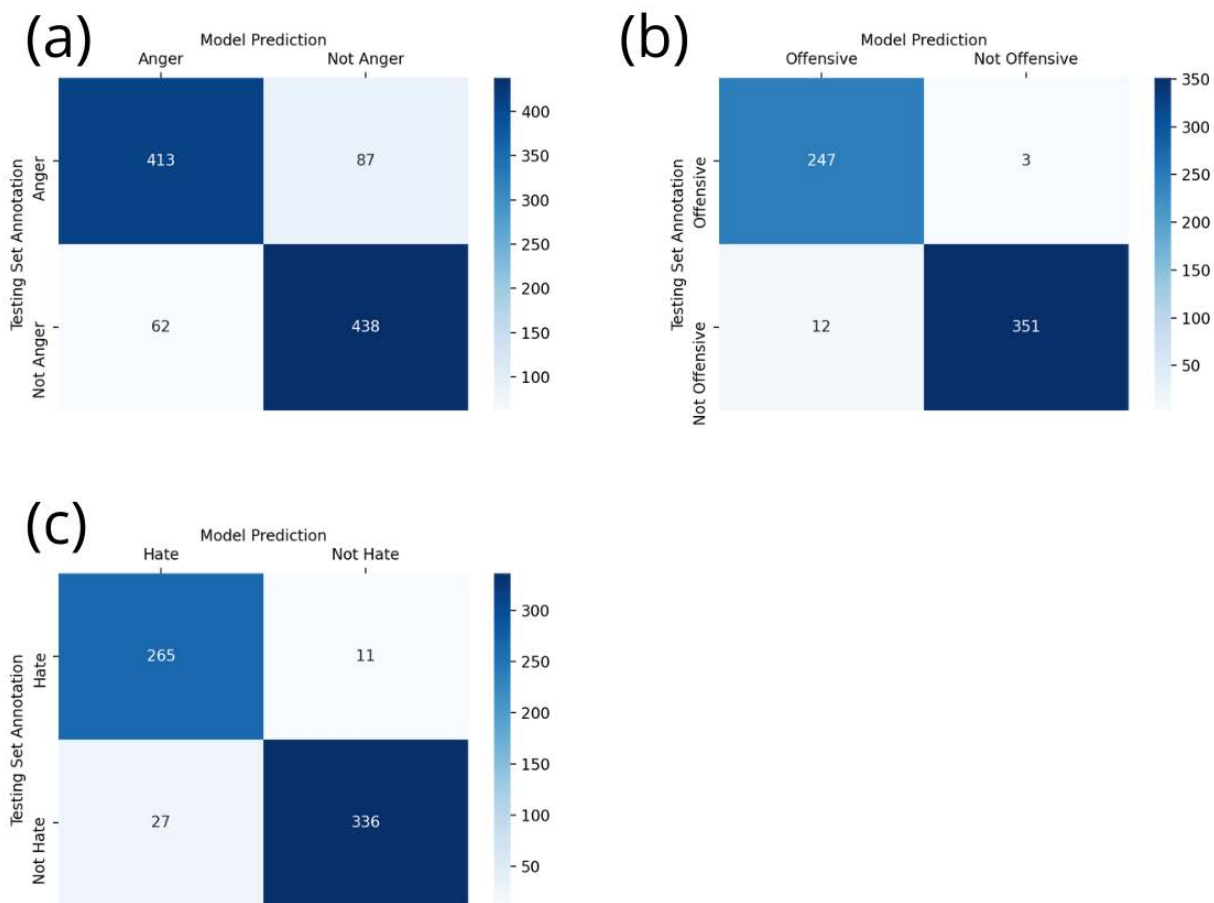 (a)
Model Prediction
Anger Not Anger
400
350
300
250
200
150
100
Testing Set Annotation
Anger
Not Anger
413 87
62 438
(b)
Model Prediction
Offensive Not Offensive
350
300
250
200
150
100
50
Testing Set Annotation
Offensive
Not Offensive
247 3
12 351
(c)
Model Prediction
Hate Not Hate
300
250
200
150
100
50
Testing Set Annotation
Hate
Not Hate
265 11
27 336